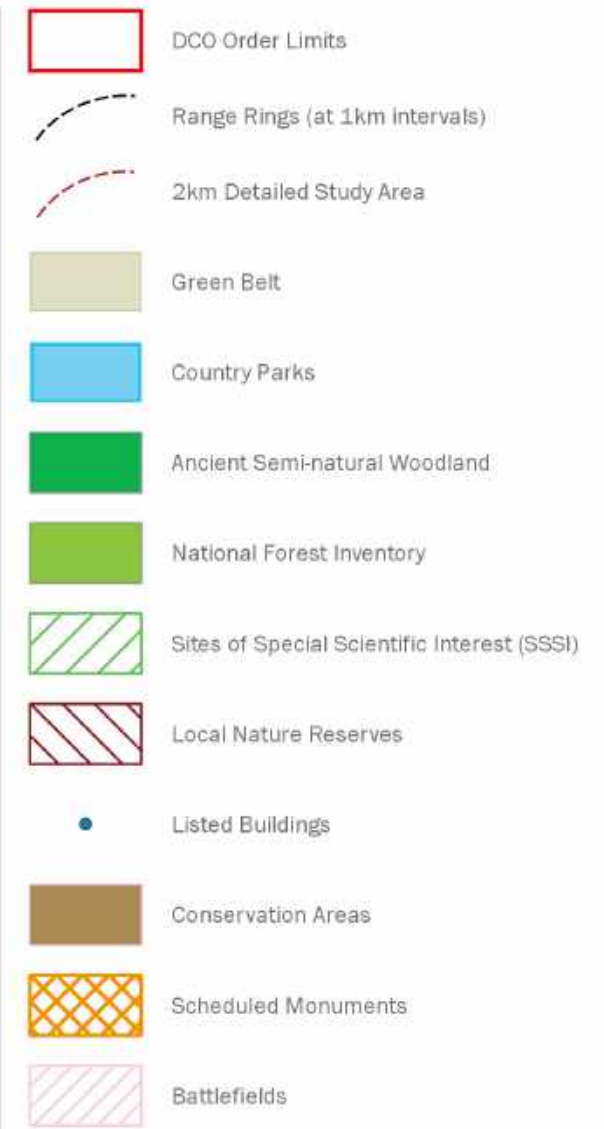 DCO Order Limits
Range Rings (at 1km intervals)
2km Detailed Study Area
Green Belt
Country Parks
Ancient Semi-natural Woodland
National Forest Inventory
Sites of Special Scientific Interest (SSSI)
Local Nature Reserves
Listed Buildings
Conservation Areas
Scheduled Monuments
Battlefields